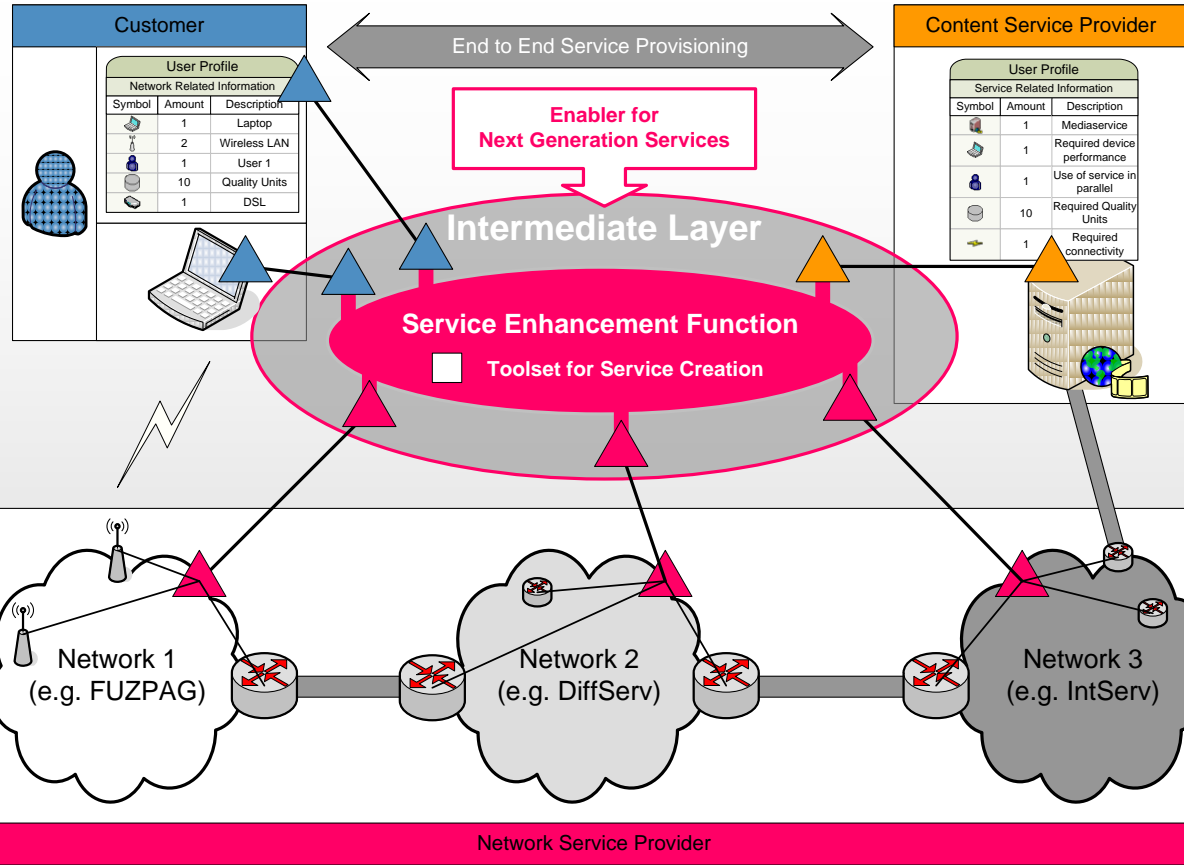 Customer
End to End Service Provisioning
Content Service Provider
User Profile
Network Related Information
Symbol Amount Description
1 Laptop
2 Wireless LAN
1 User 1
10 Quality Units
1 DSL
User Profile
Service Related Information
Symbol Amount Description
1 Mediaservice
1 Required device
performance
1 Use of service in
parallel
10 Required Quality
Units
1 Required
connectivity
Enabler for
Next Generation Services
Intermediate Layer
Service Enhancement Function
Toolset for Service Creation
Network 1
(e.g. FUZPAG)
Network 2
(e.g. DiffServ)
Network 3
(e.g. IntServ)
Network Service Provider